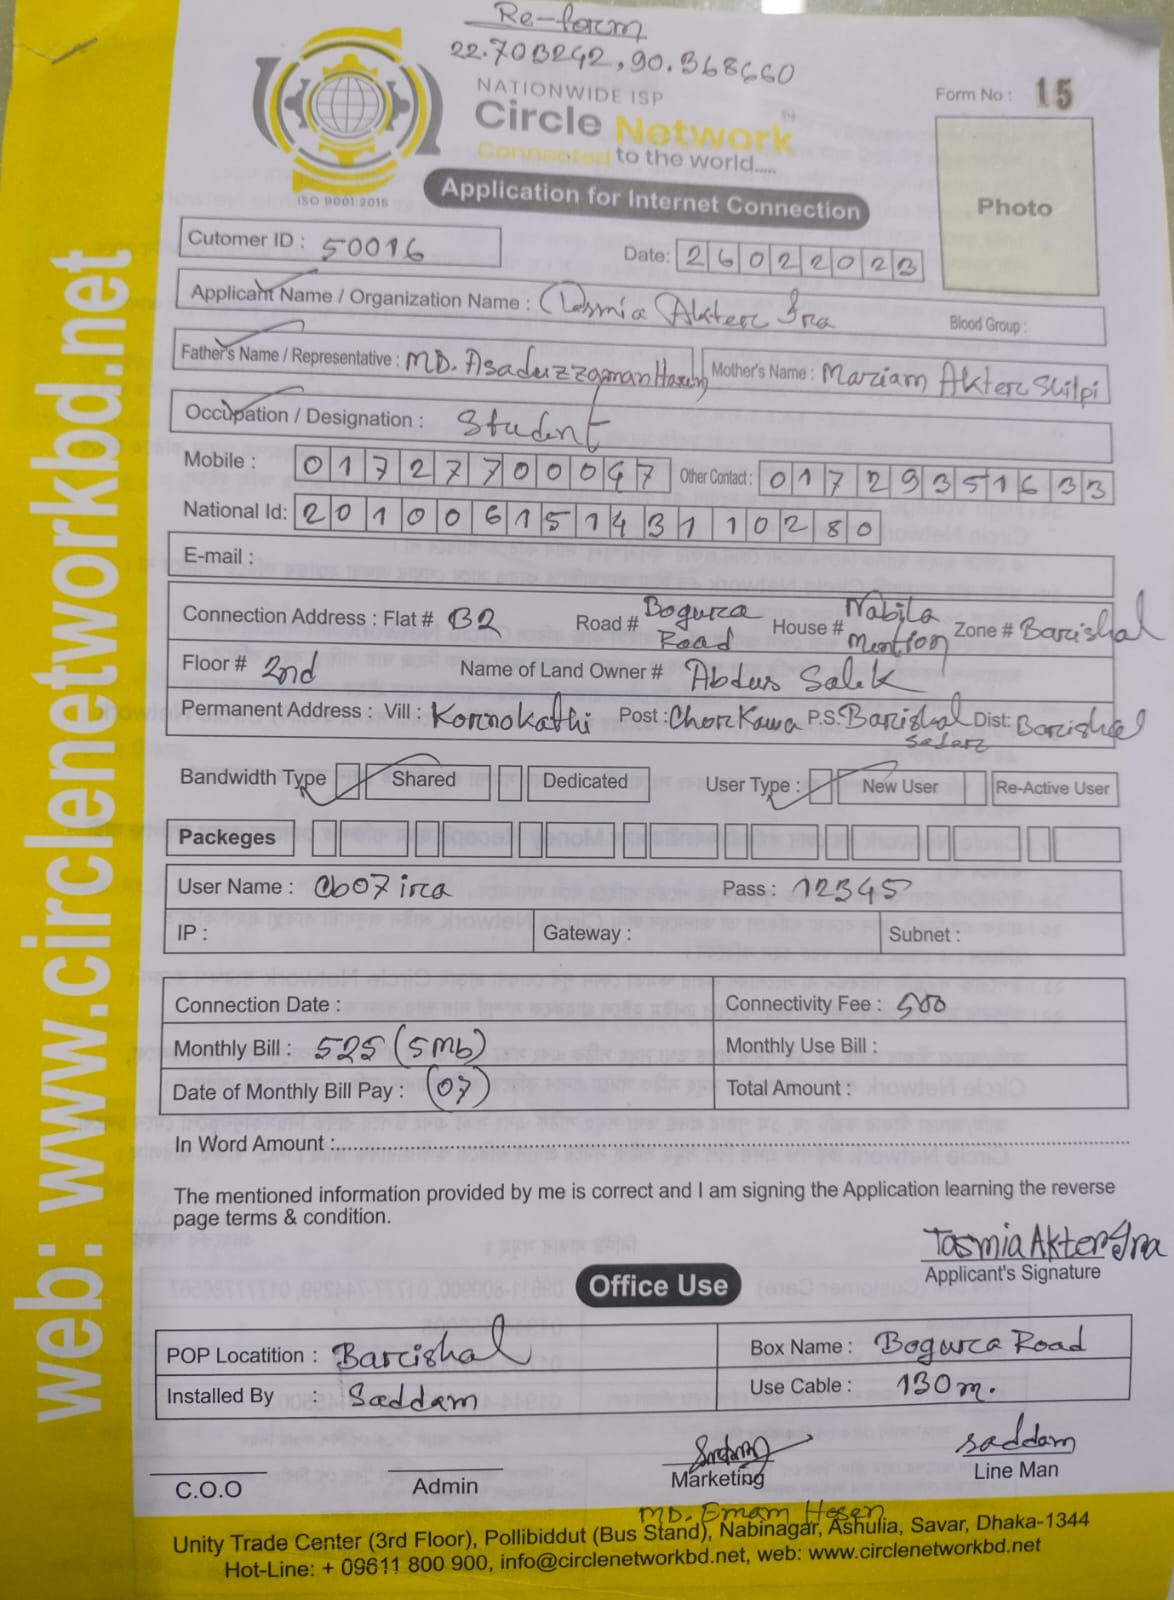 Re-form
22.703242, 90.368660
NATIONWIDE ISP
Circle Network TM
Connected to the world.....
ISO 9001:2015
Form No : 15
Application for Internet Connection
Photo
Cutomer ID : 50016
Date: 26022023
Applicant Name / Organization Name : Tasmia Akter Ira Blood Group :
Father's Name / Representative : MD. Asaduzzaman Mother's Name : Mariam Akter Shilpi
Occupation / Designation : Student
Mobile : 01727700047 Other Contact : 01729351633
National Id: 20100615143110280
E-mail :
Connection Address : Flat # B2 Road # Bogura Road House # Nabila Mention Zone # Barishal
Floor # 2nd Name of Land Owner # Abdus Salek
Permanent Address : Vill : Kornokathi Post : Chor Kawa P.S. Barishal Sadar Dist: Barishal
Bandwidth Type Shared Dedicated User Type : New User Re-Active User
Packeges
User Name : cb07ira Pass : 12345
IP : Gateway : Subnet :
Connection Date : Connectivity Fee : 500
Monthly Bill : 525 (5mb) Monthly Use Bill :
Date of Monthly Bill Pay : (07) Total Amount :
In Word Amount :
The mentioned information provided by me is correct and I am signing the Application learning the reverse
page terms & condition.
Tasmia Akter Ira
Applicant's Signature
Office Use
POP Locatition : Barishal Box Name : Bogura Road
Installed By : Saddam Use Cable : 130m.
saddam
C.O.O Admin Marketing Line Man
MD. Emam Hosen
Unity Trade Center (3rd Floor), Pollibiddut (Bus Stand), Nabinagar, Ashulia, Savar, Dhaka-1344
Hot-Line: + 09611 800 900, info@circlenetworkbd.net, web: www.circlenetworkbd.net
web: www.circlenetworkbd.net